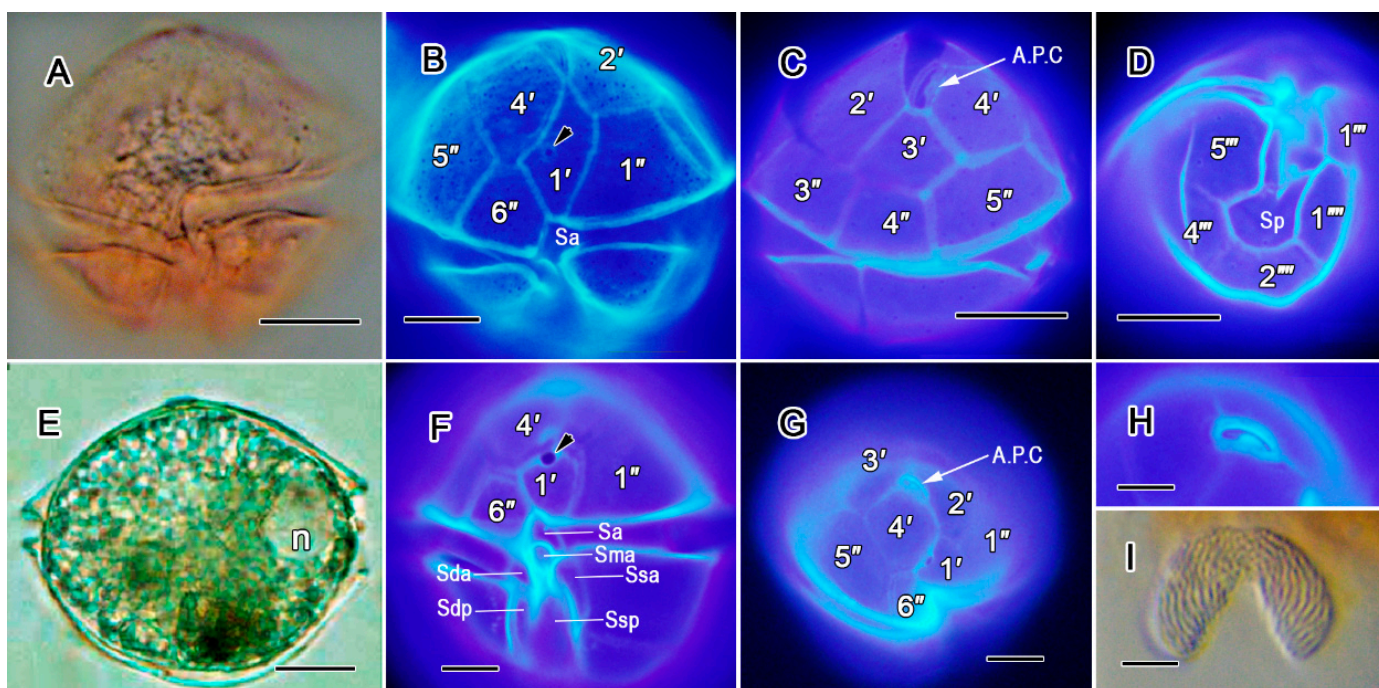 A
B
2′
4′
5″
1′
1″
6″
Sa
C
A.P.C
2′
4′
3′
3″
4″
5″
D
5‴
1‴
Sp
1⁗
4‴
2⁗
E
n
F
4′
1′
1″
6″
Sa
Sma
Sda
Ssa
Sdp
Ssp
G
A.P.C
3′
2′
4′
1″
5″
1′
6″
H
I